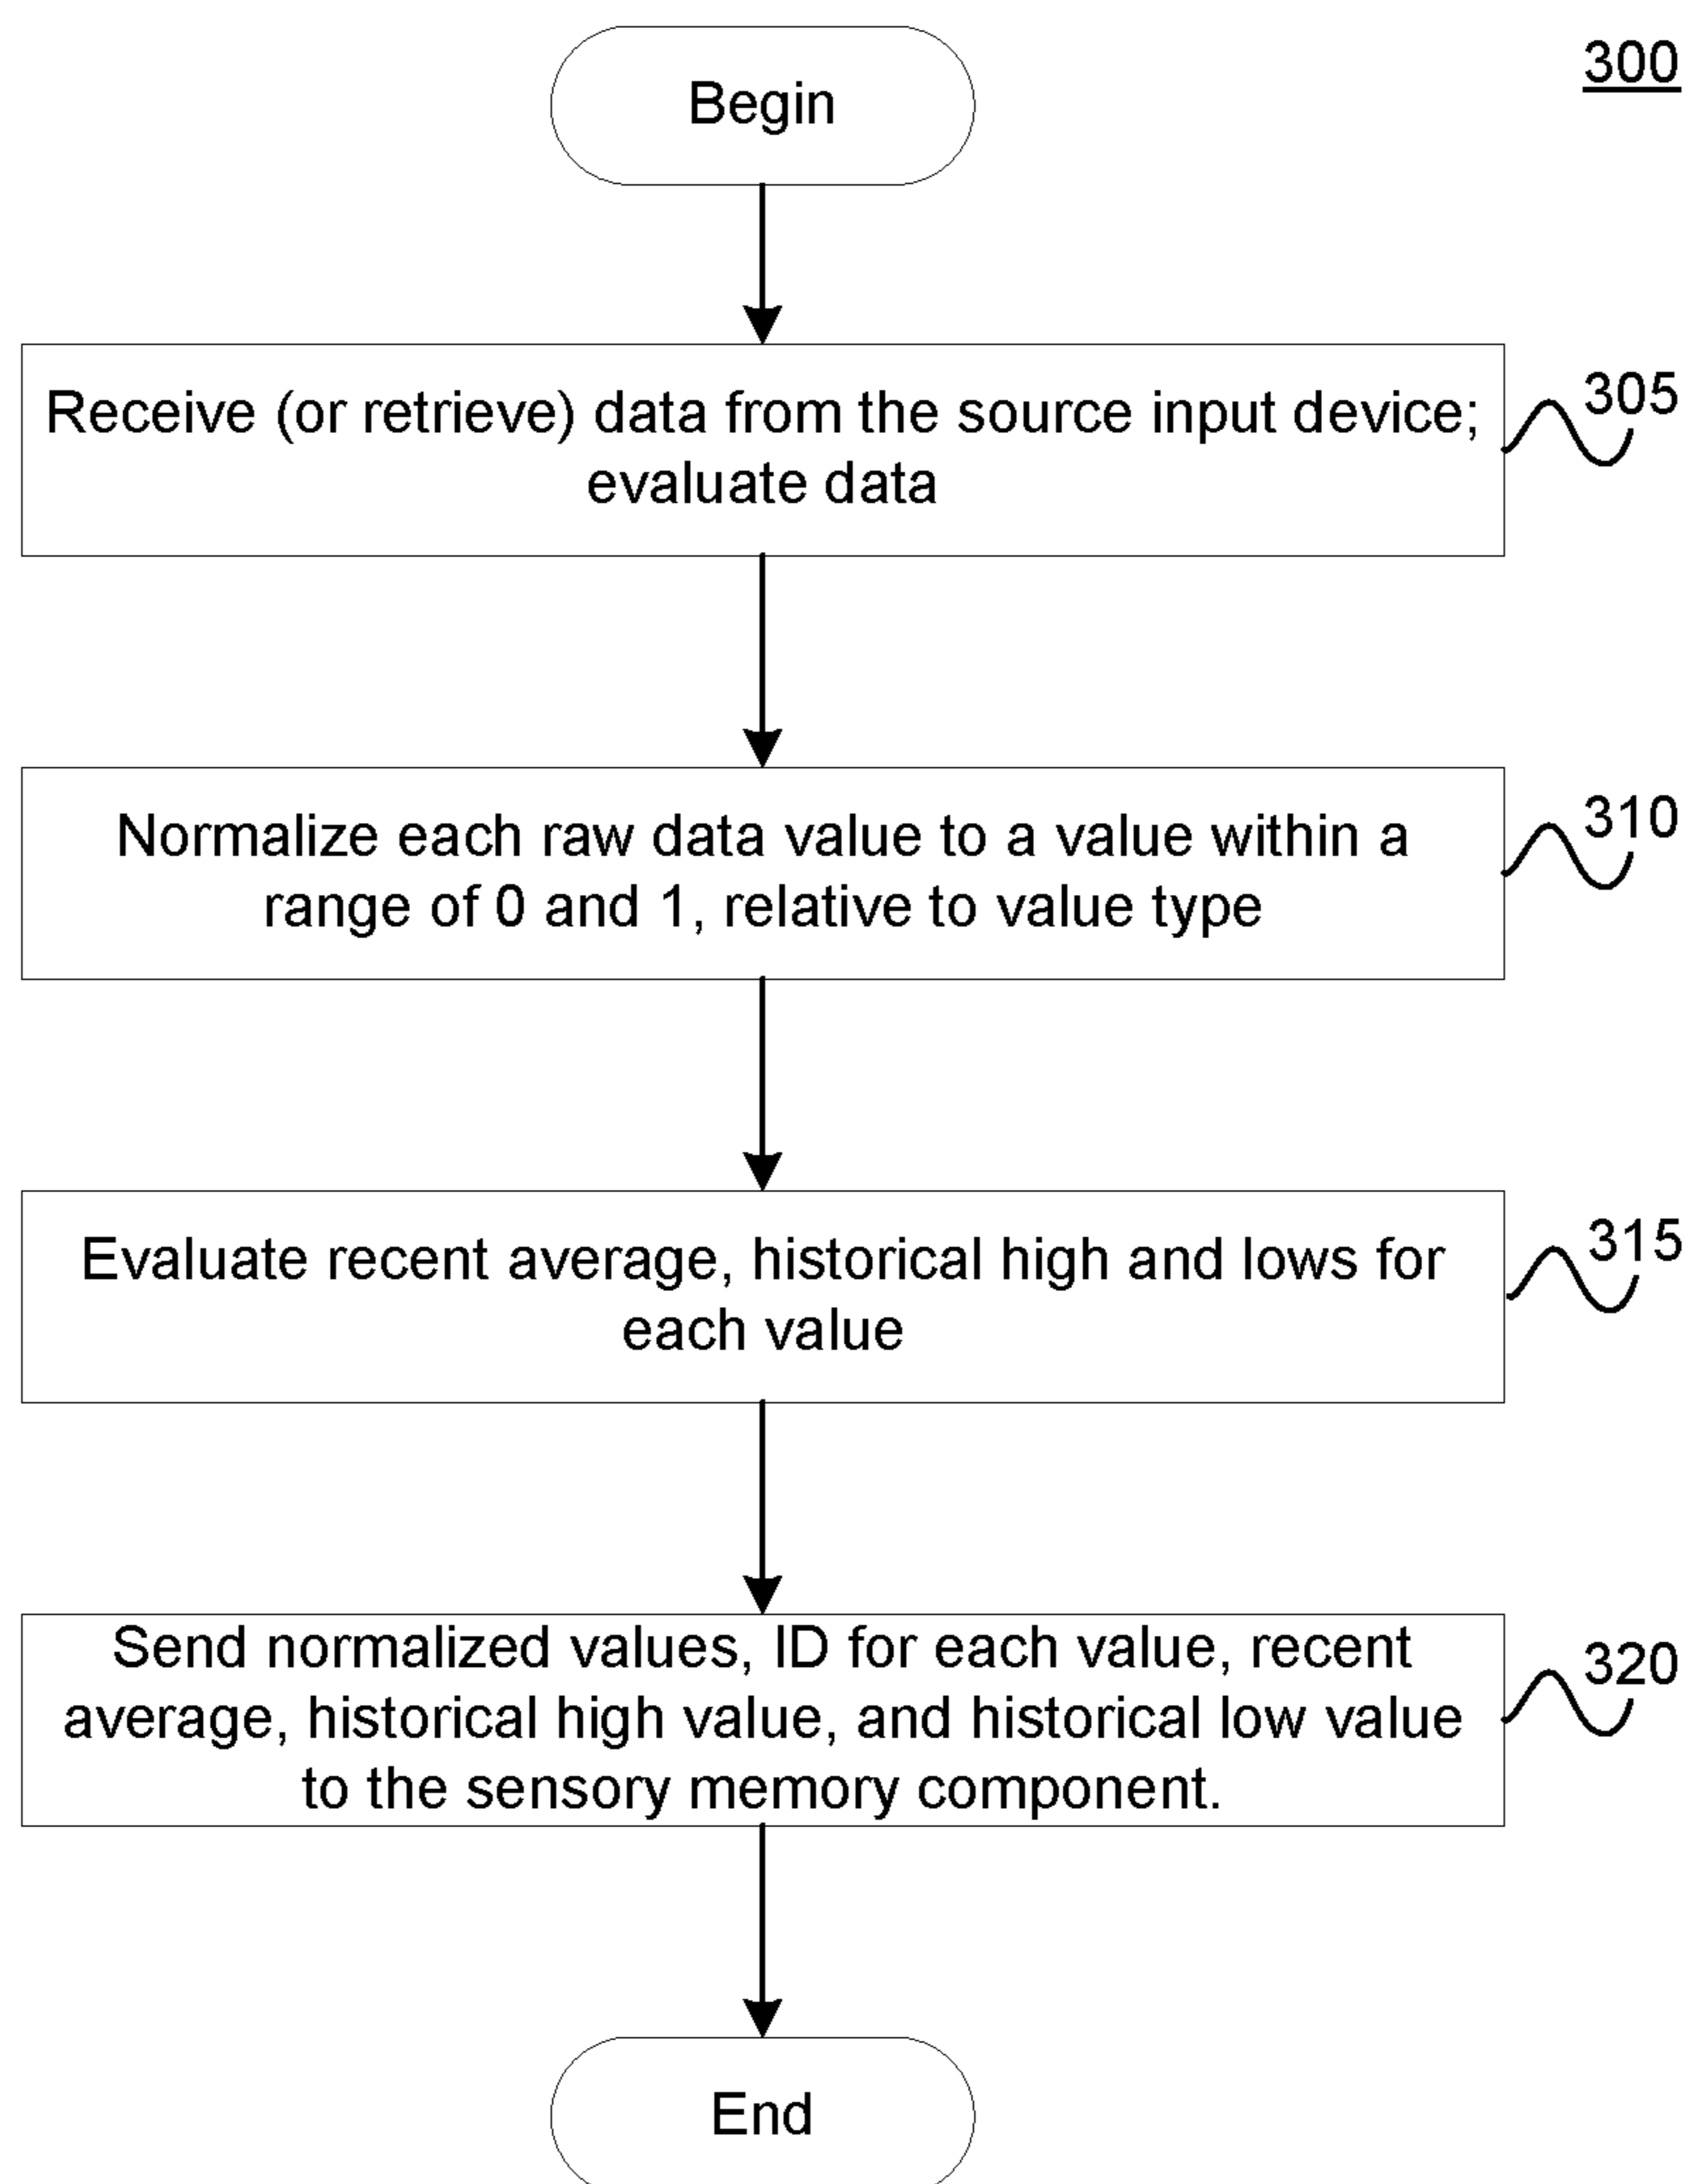 300
Begin
Receive (or retrieve) data from the source input device;
evaluate data
305
Normalize each raw data value to a value within a
range of 0 and 1, relative to value type
310
Evaluate recent average, historical high and lows for
each value
315
Send normalized values, ID for each value, recent
average, historical high value, and historical low value
to the sensory memory component.
320
End